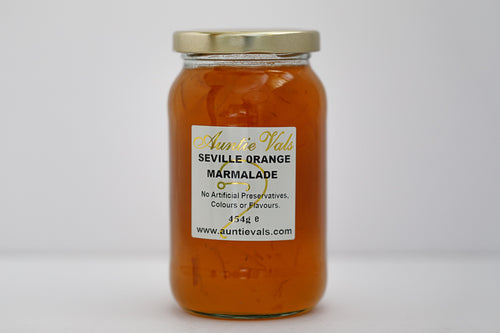 Auntie Vals
SEVILLE ORANGE
MARMALADE
No Artificial Preservatives,
Colours or Flavours.
454g e
www.auntievals.com